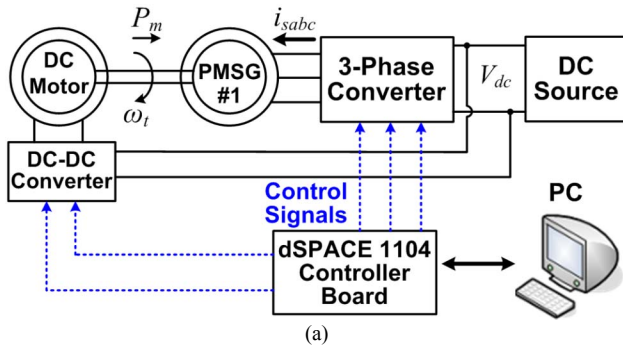 P_m
i_sabc
DC
Motor
PMSG
#1
3-Phase
Converter
V_dc
DC
Source
ω_t
DC-DC
Converter
Control
Signals
PC
dSPACE 1104
Controller
Board
(a)